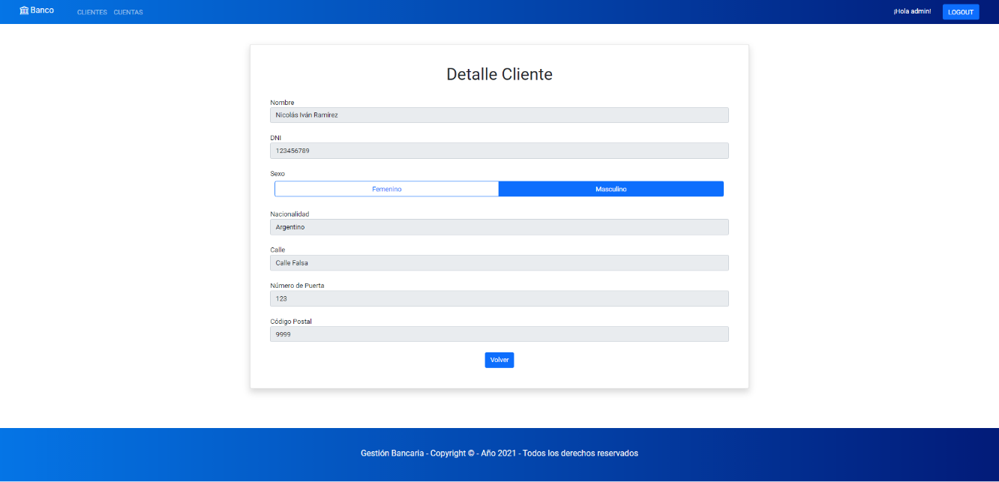 Banco CLIENTES CUENTAS ¡Hola admin! LOGOUT
Detalle Cliente
Nombre
Nicolás Iván Ramírez
DNI
123456789
Sexo
Femenino Masculino
Nacionalidad
Argentino
Calle
Calle Falsa
Número de Puerta
123
Código Postal
9999
Volver
Gestión Bancaria - Copyright © - Año 2021 - Todos los derechos reservados